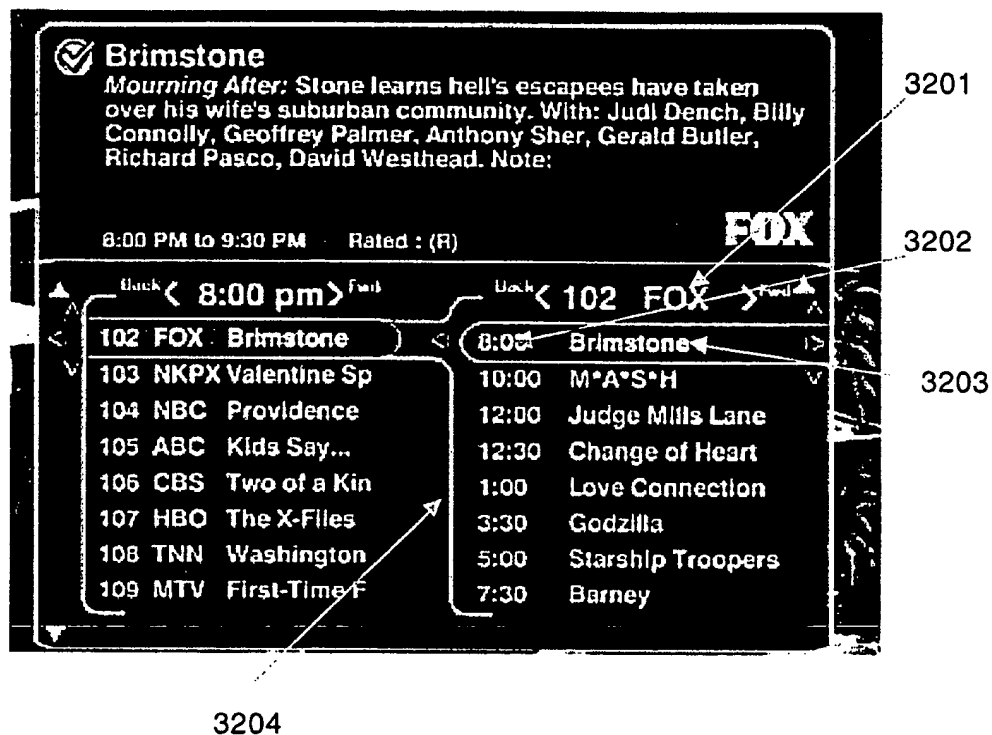 Brimstone
Mourning After: Stone learns hell's escapees have taken
over his wife's suburban community. With: Judi Dench, Billy
Connolly, Geoffrey Palmer, Anthony Sher, Gerald Butler,
Richard Pasco, David Westhead. Note:
8:00 PM to 9:30 PM Rated : (R)
FOX
Back < 8:00 pm > Fwd
102 FOX Brimstone
103 NKPX Valentine Sp
104 NBC Providence
105 ABC Kids Say...
106 CBS Two of a Kin
107 HBO The X-Files
108 TNN Washington
109 MTV First-Time F
Back < 102 FOX > Fwd
8:00 Brimstone
10:00 M*A*S*H
12:00 Judge Mills Lane
12:30 Change of Heart
1:00 Love Connection
3:30 Godzilla
5:00 Starship Troopers
7:30 Barney
3201
3202
3203
3204